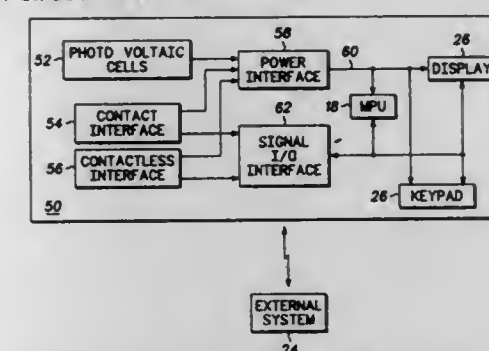 58
26
52
PHOTO VOLTAIC
CELLS
POWER
INTERFACE
60
DISPLAY
62
18
MPU
54
CONTACT
INTERFACE
SIGNAL
I/O
INTERFACE
56
CONTACTLESS
INTERFACE
26
KEYPAD
50
EXTERNAL
SYSTEM
24